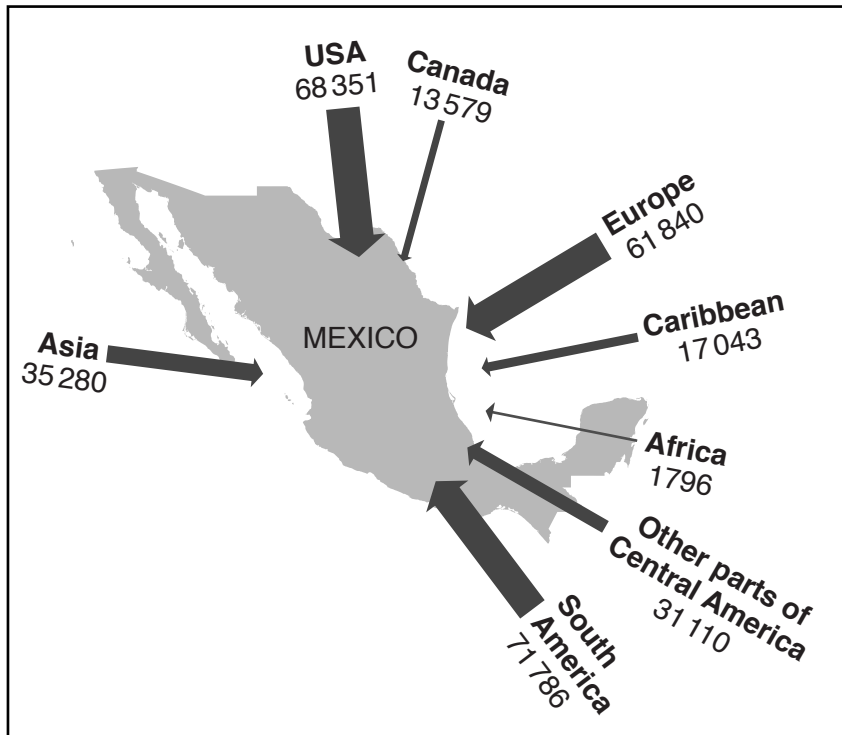 USA
68 351
Canada
13 579
Europe
61 840
Caribbean
17 043
MEXICO
Asia
35 280
Africa
1796
Other parts of
Central America
31 110
South
America
71 786